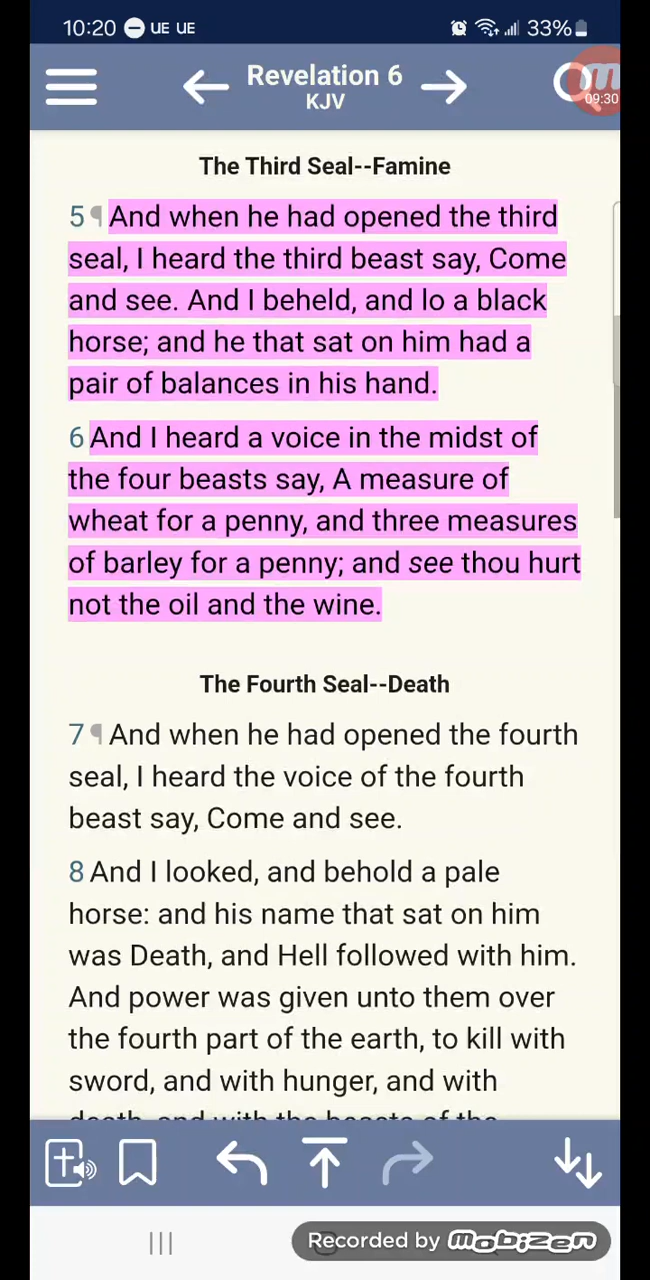 10:20 UE UE 33%
Revelation 6
KJV
09:30
The Third Seal--Famine
5 ¶ And when he had opened the third
seal, I heard the third beast say, Come
and see. And I beheld, and lo a black
horse; and he that sat on him had a
pair of balances in his hand.
6 And I heard a voice in the midst of
the four beasts say, A measure of
wheat for a penny, and three measures
of barley for a penny; and see thou hurt
not the oil and the wine.
The Fourth Seal--Death
7 ¶ And when he had opened the fourth
seal, I heard the voice of the fourth
beast say, Come and see.
8 And I looked, and behold a pale
horse: and his name that sat on him
was Death, and Hell followed with him.
And power was given unto them over
the fourth part of the earth, to kill with
sword, and with hunger, and with
death, and with the beasts of the
Recorded by mobizen